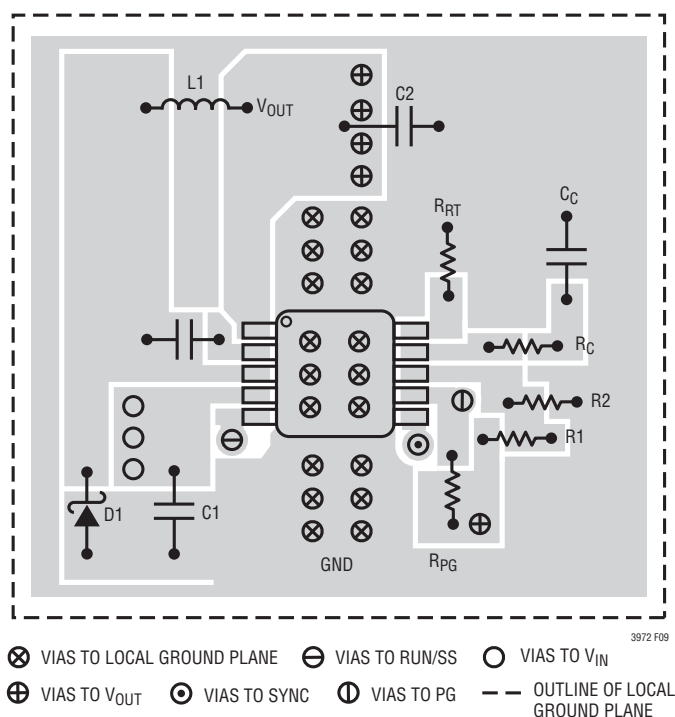 L1
VOUT
C2
RRT
CC
RC
R2
R1
D1
C1
GND
RPG
3972 F09
VIAS TO LOCAL GROUND PLANE
VIAS TO RUN/SS
VIAS TO VIN
VIAS TO VOUT
VIAS TO SYNC
VIAS TO PG
OUTLINE OF LOCAL
GROUND PLANE